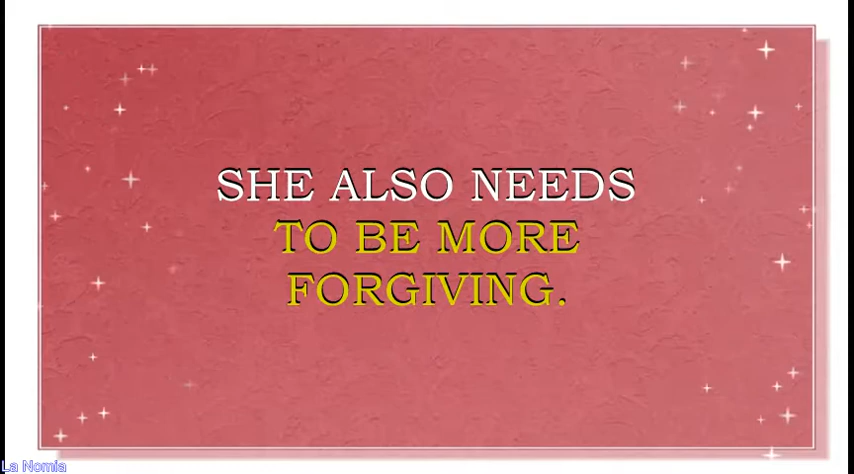 SHE ALSO NEEDS
TO BE MORE
FORGIVING.
La Nomia